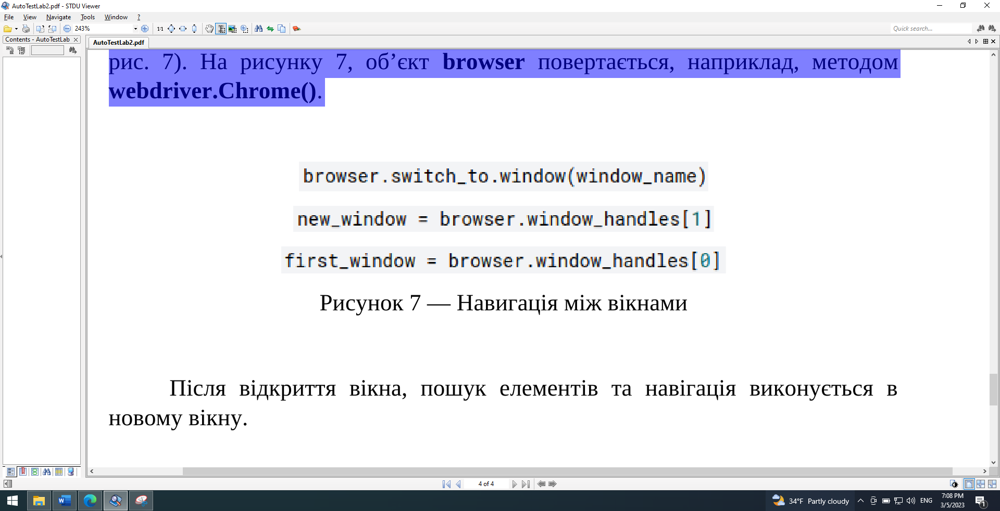 AutoTestLab2.pdf - STDU Viewer
File View Navigate Tools Window ?
243%
1:1
Quick search...
Contents - AutoTestLab
AutoTestLab2.pdf
рис. 7). На рисунку 7, об’єкт browser повертається, наприклад, методом
webdriver.Chrome().
browser.switch_to.window(window_name)
new_window = browser.window_handles[1]
first_window = browser.window_handles[0]
Рисунок 7 — Навигація між вікнами
Після відкриття вікна, пошук елементів та навігація виконується в
новому вікну.
4 of 4
34°F Partly cloudy
ENG
7:08 PM
3/5/2023
1